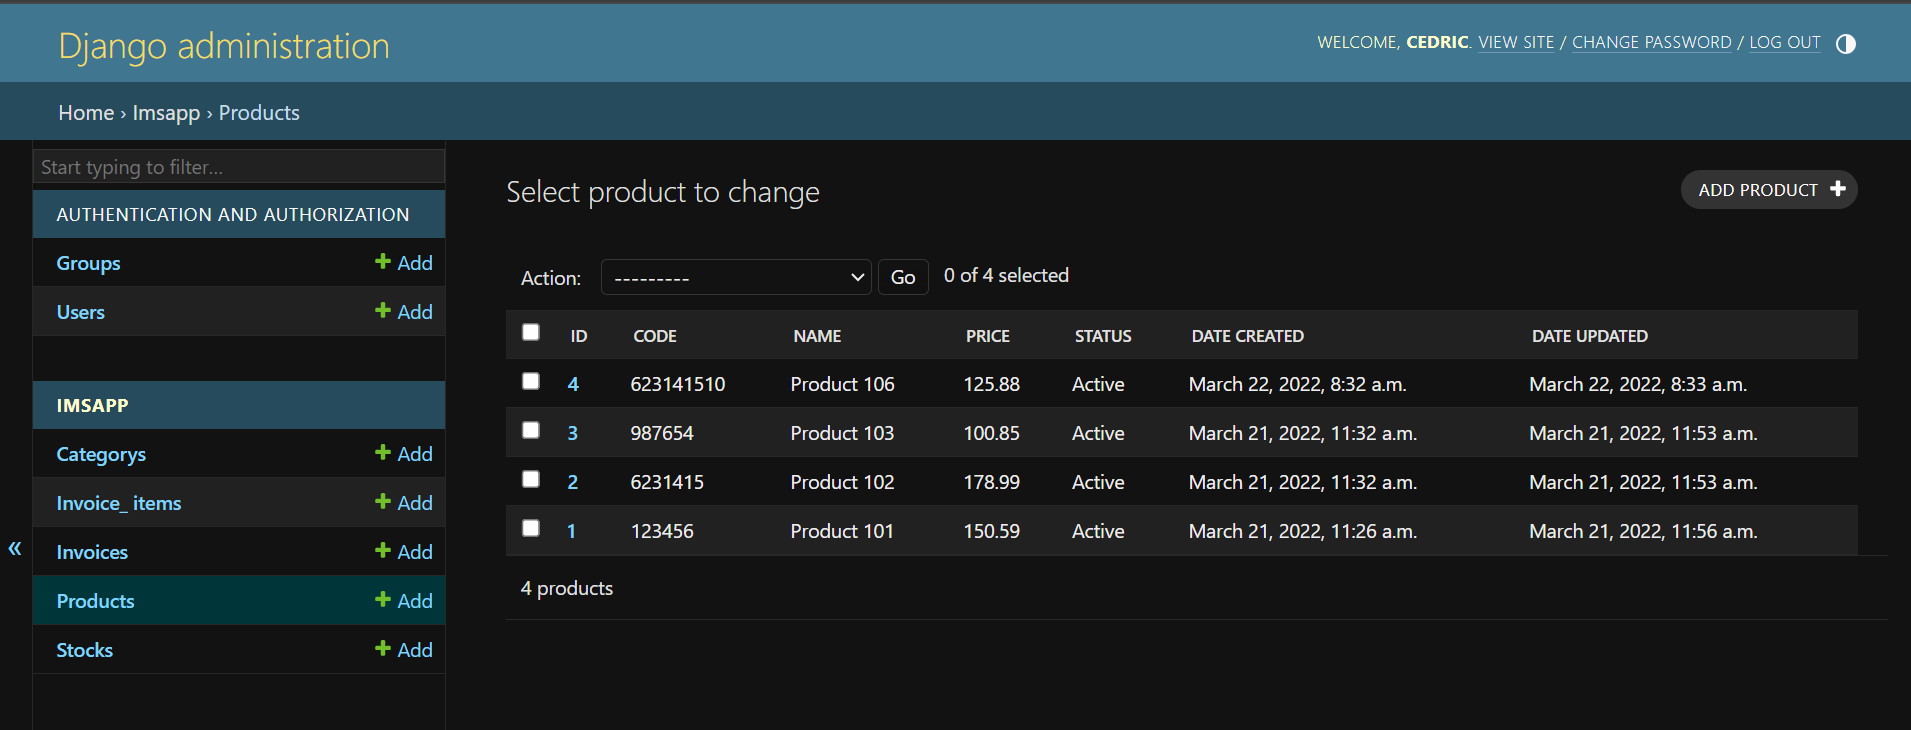 Django administration
WELCOME, CEDRIC. VIEW SITE / CHANGE PASSWORD / LOG OUT
Home › Imsapp › Products
Start typing to filter...
AUTHENTICATION AND AUTHORIZATION
Groups + Add
Users + Add
IMSAPP
Categorys + Add
Invoice_ items + Add
Invoices + Add
Products + Add
Stocks + Add
«
Select product to change
ADD PRODUCT +
Action: --------- Go 0 of 4 selected
ID CODE NAME PRICE STATUS DATE CREATED DATE UPDATED
4 623141510 Product 106 125.88 Active March 22, 2022, 8:32 a.m. March 22, 2022, 8:33 a.m.
3 987654 Product 103 100.85 Active March 21, 2022, 11:32 a.m. March 21, 2022, 11:53 a.m.
2 6231415 Product 102 178.99 Active March 21, 2022, 11:32 a.m. March 21, 2022, 11:53 a.m.
1 123456 Product 101 150.59 Active March 21, 2022, 11:26 a.m. March 21, 2022, 11:56 a.m.
4 products